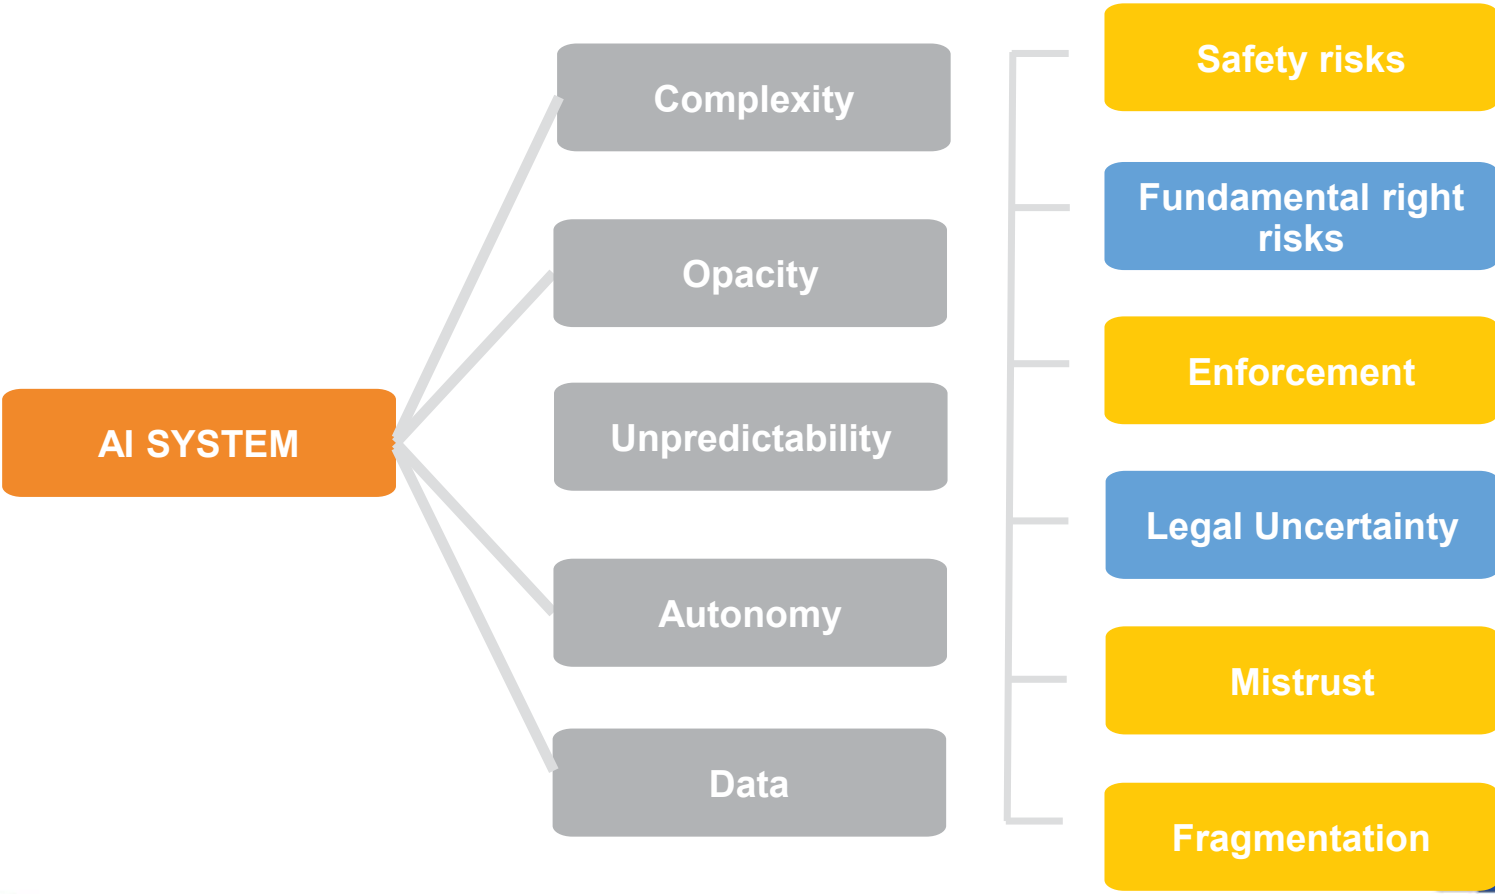 AI SYSTEM
Complexity
Opacity
Unpredictability
Autonomy
Data
Safety risks
Fundamental right
risks
Enforcement
Legal Uncertainty
Mistrust
Fragmentation